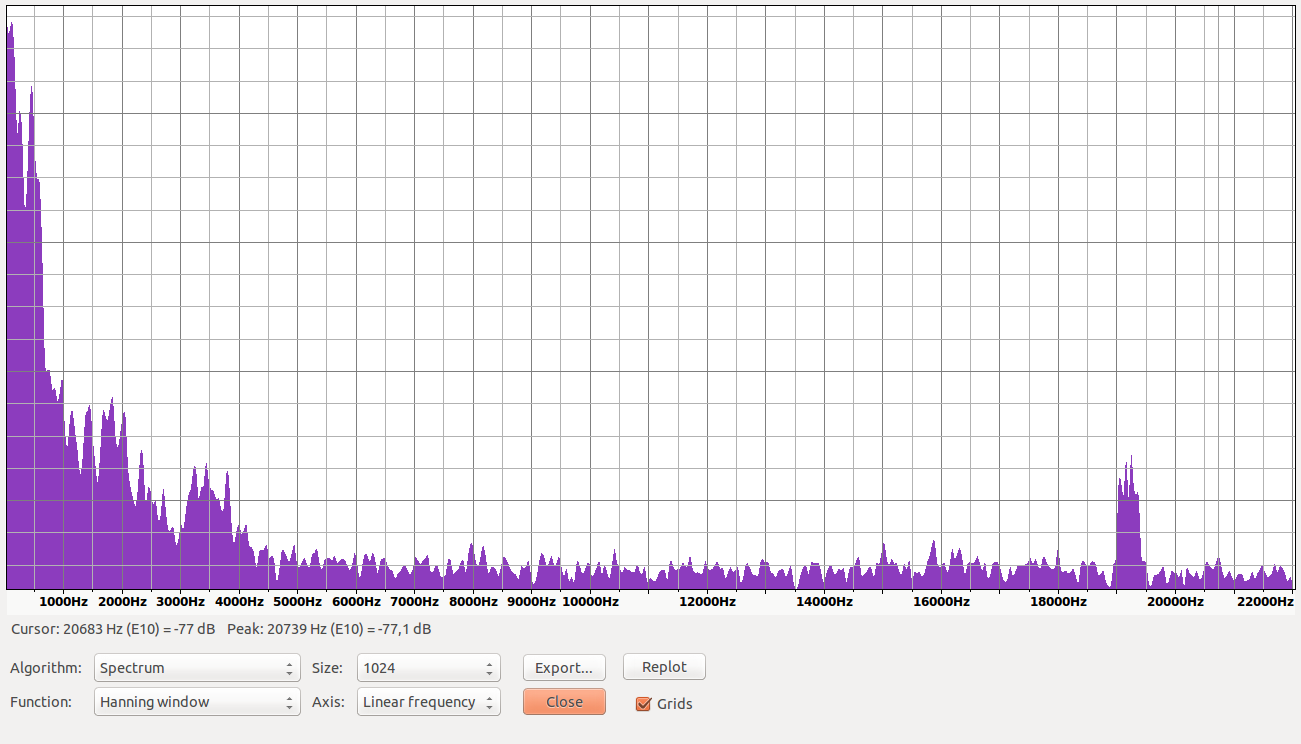 1000Hz 2000Hz 3000Hz 4000Hz 5000Hz 6000Hz 7000Hz 8000Hz 9000Hz 10000Hz 12000Hz 14000Hz 16000Hz 18000Hz 20000Hz 22000Hz
Cursor: 20683 Hz (E10) = -77 dB Peak: 20739 Hz (E10) = -77,1 dB
Algorithm: Spectrum Size: 1024 Export... Replot
Function: Hanning window Axis: Linear frequency Close Grids